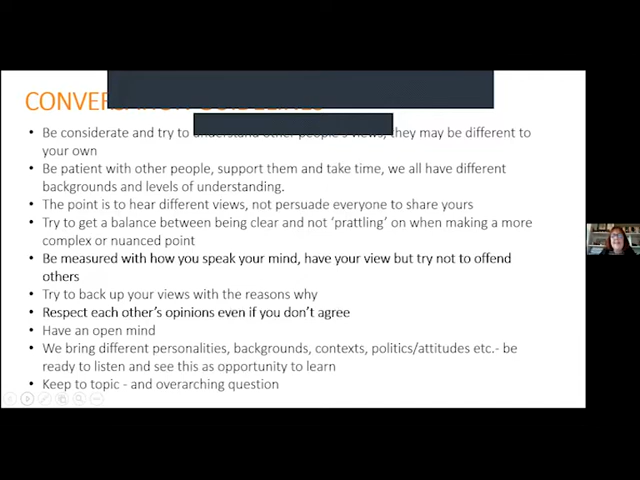 • Be considerate and try to understand other people's views, they may be different to
your own
• Be patient with other people, support them and take time, we all have different
backgrounds and levels of understanding.
• The point is to hear different views, not persuade everyone to share yours
• Try to get a balance between being clear and not ‘prattling’ on when making a more
complex or nuanced point
• Be measured with how you speak your mind, have your view but try not to offend
others
• Try to back up your views with the reasons why
• Respect each other’s opinions even if you don’t agree
• Have an open mind
• We bring different personalities, backgrounds, contexts, politics/attitudes etc.- be
ready to listen and see this as opportunity to learn
• Keep to topic - and overarching question